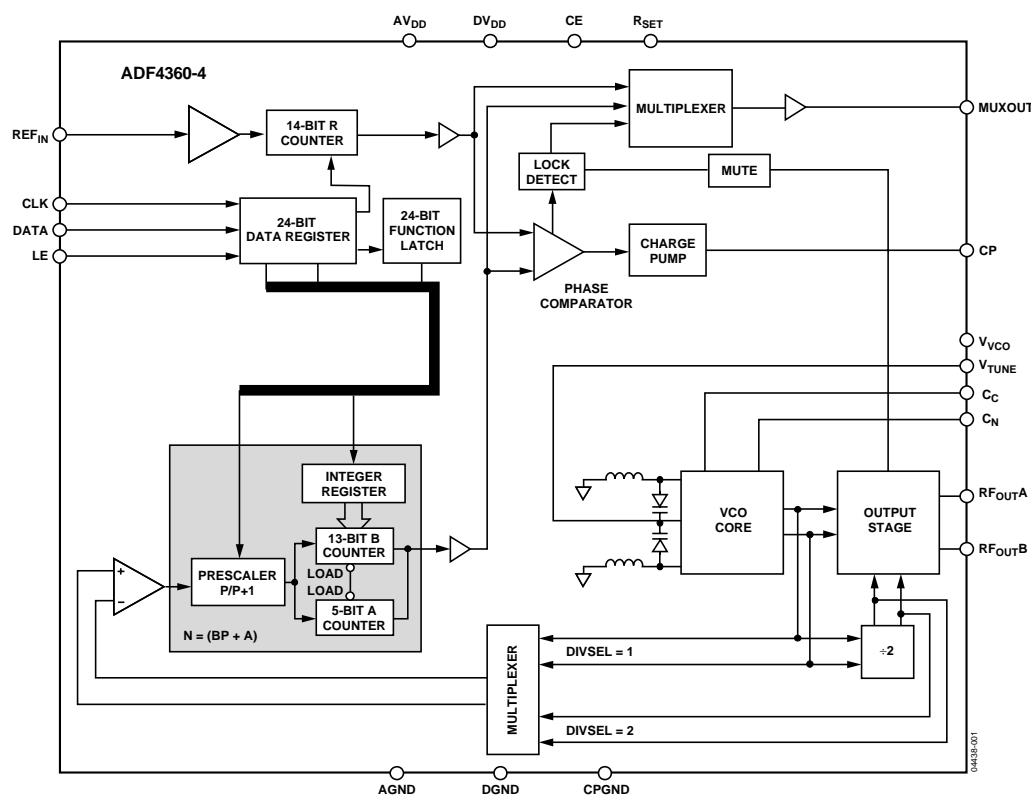 AVDD
DVDD
CE
RSET
ADF4360-4
REFIN
14-BIT R
COUNTER
MULTIPLEXER
MUXOUT
LOCK
DETECT
MUTE
CLK
DATA
LE
24-BIT
DATA REGISTER
24-BIT
FUNCTION
LATCH
CHARGE
PUMP
CP
PHASE
COMPARATOR
VVCO
VTUNE
CC
CN
INTEGER
REGISTER
13-BIT B
COUNTER
LOAD
LOAD
5-BIT A
COUNTER
+
−
PRESCALER
P/P+1
N = (BP + A)
VCO
CORE
OUTPUT
STAGE
RFOUTA
RFOUTB
MULTIPLEXER
DIVSEL = 1
÷2
DIVSEL = 2
04438-001
AGND
DGND
CPGND